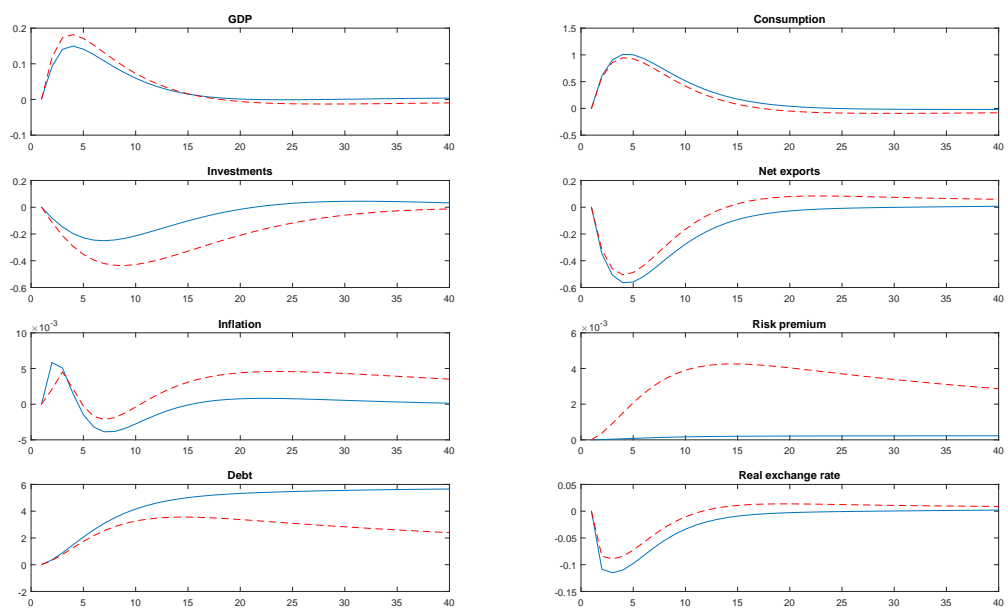 GDP
0.2
0.1
0
-0.1
0 5 10 15 20 25 30 35 40
Consumption
1.5
1.0
0.5
0
-0.5
0 5 10 15 20 25 30 35 40
Investments
0.2
0
-0.2
-0.4
-0.6
0 5 10 15 20 25 30 35 40
Net exports
0.2
0
-0.2
-0.4
-0.6
0 5 10 15 20 25 30 35 40
Inflation
×10⁻³
10
5
0
-5
0 5 10 15 20 25 30 35 40
Risk premium
×10⁻³
6
4
2
0
0 5 10 15 20 25 30 35 40
Debt
6
4
2
0
-2
0 5 10 15 20 25 30 35 40
Real exchange rate
0.05
0
-0.05
-0.1
-0.15
0 5 10 15 20 25 30 35 40